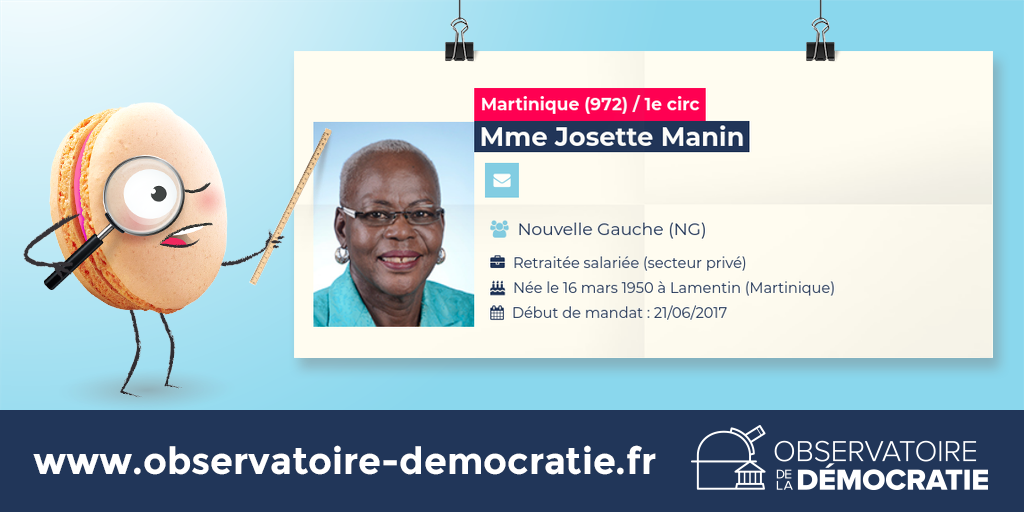 Martinique (972) / 1e circ
Mme Josette Manin
Nouvelle Gauche (NG)
Retraitée salariée (secteur privé)
Née le 16 mars 1950 à Lamentin (Martinique)
Début de mandat : 21/06/2017
www.observatoire-democratie.fr
OBSERVATOIRE
DE LA DÉMOCRATIE